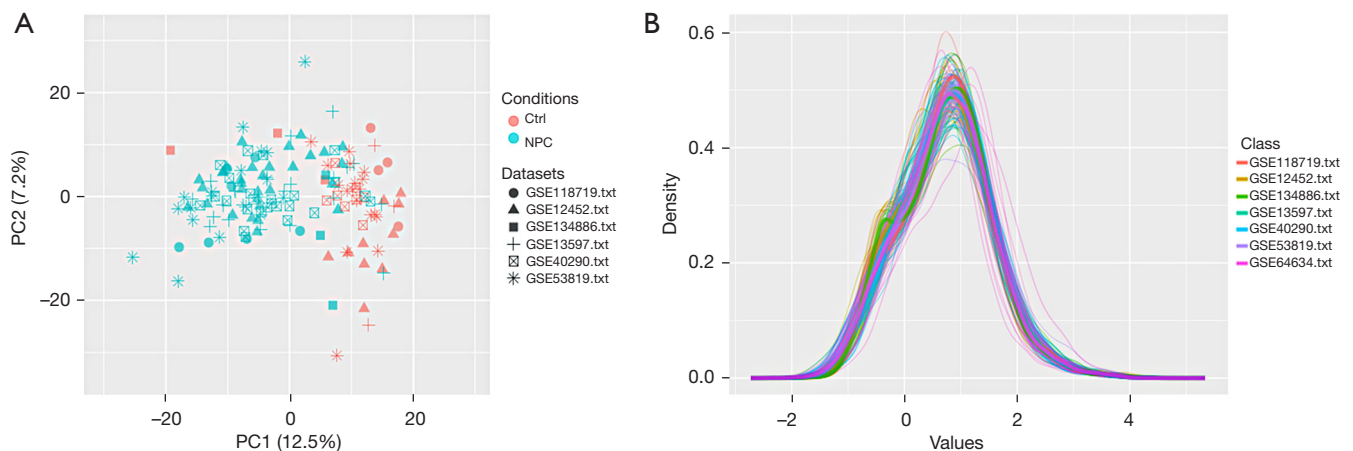 A
20
0
−20
PC2 (7.2%)
−20
0
20
PC1 (12.5%)
Conditions
Ctrl
NPC
Datasets
GSE118719.txt
GSE12452.txt
GSE134886.txt
GSE13597.txt
GSE40290.txt
GSE53819.txt
B
0.6
0.4
0.2
0.0
Density
−2
0
2
4
Values
Class
GSE118719.txt
GSE12452.txt
GSE134886.txt
GSE13597.txt
GSE40290.txt
GSE53819.txt
GSE64634.txt